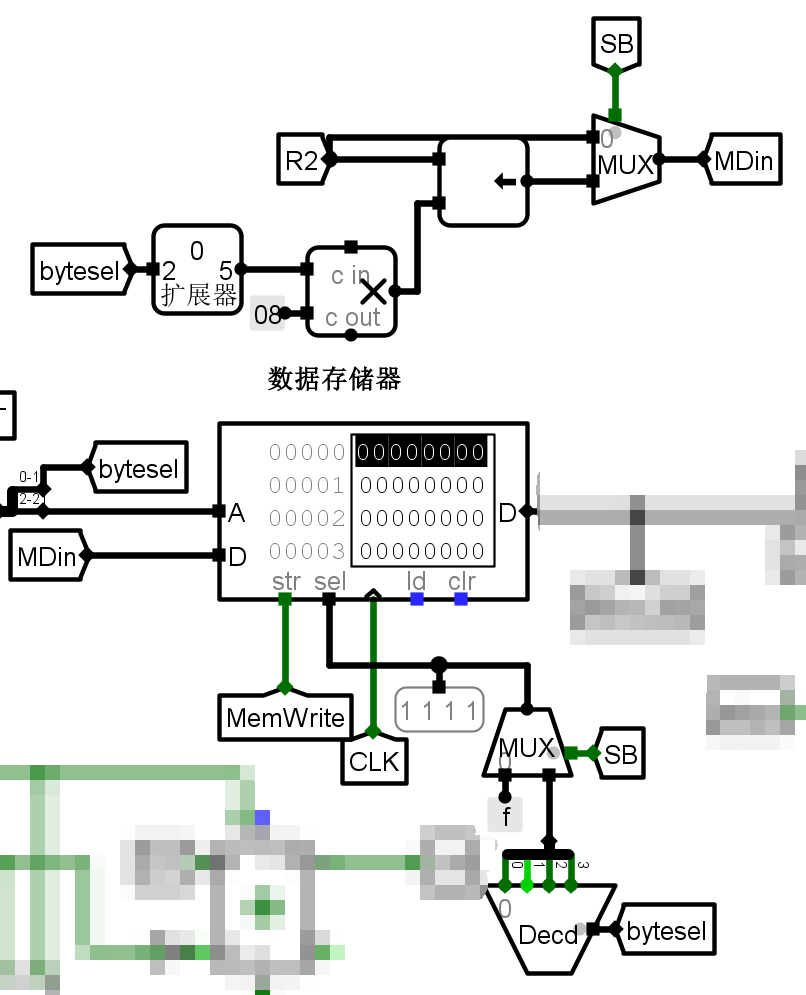 SB
0
R2
MUX
MDin
0
bytesel
2 5
扩展器
c in
08
c out
数据存储器
00000 00000000
0-1
bytesel
00001 00000000
2-2
A
00002 00000000
D
MDin
D
00003 00000000
str sel ld clr
MemWrite
1 1 1 1
MUX
0
SB
CLK
f
0 1 2 3
0
Decd
bytesel